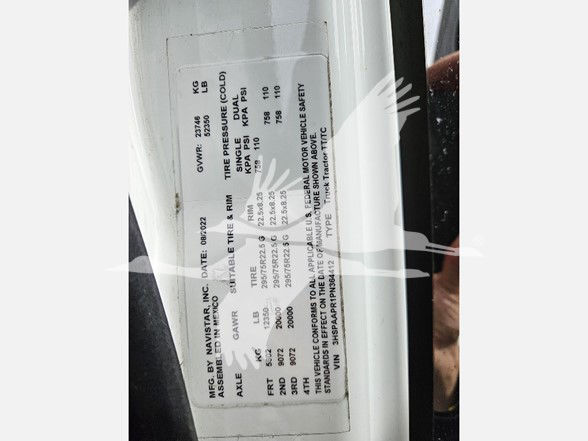 MFG. BY NAVISTAR, INC. DATE: 08/2022 GVWR: 23746 KG
ASSEMBLED IN MEXICO 52350 LB
AXLE GAWR SUITABLE TIRE & RIM TIRE PRESSURE (COLD)
SINGLE DUAL
KG LB TIRE RIM KPA PSI KPA PSI
FRT 5602 12350 295/75R22.5 G 22.5x8.25 758 110
2ND 9072 20000 295/75R22.5 G 22.5x8.25 758 110
3RD 9072 20000 295/75R22.5 G 22.5x8.25 758 110
4TH
THIS VEHICLE CONFORMS TO ALL APPLICABLE U.S. FEDERAL MOTOR VEHICLE SAFETY
STANDARDS IN EFFECT ON THE DATE OF MANUFACTURE SHOWN ABOVE.
VIN 3HSPAAPR1PN364412 TYPE Truck Tractor TT/TC